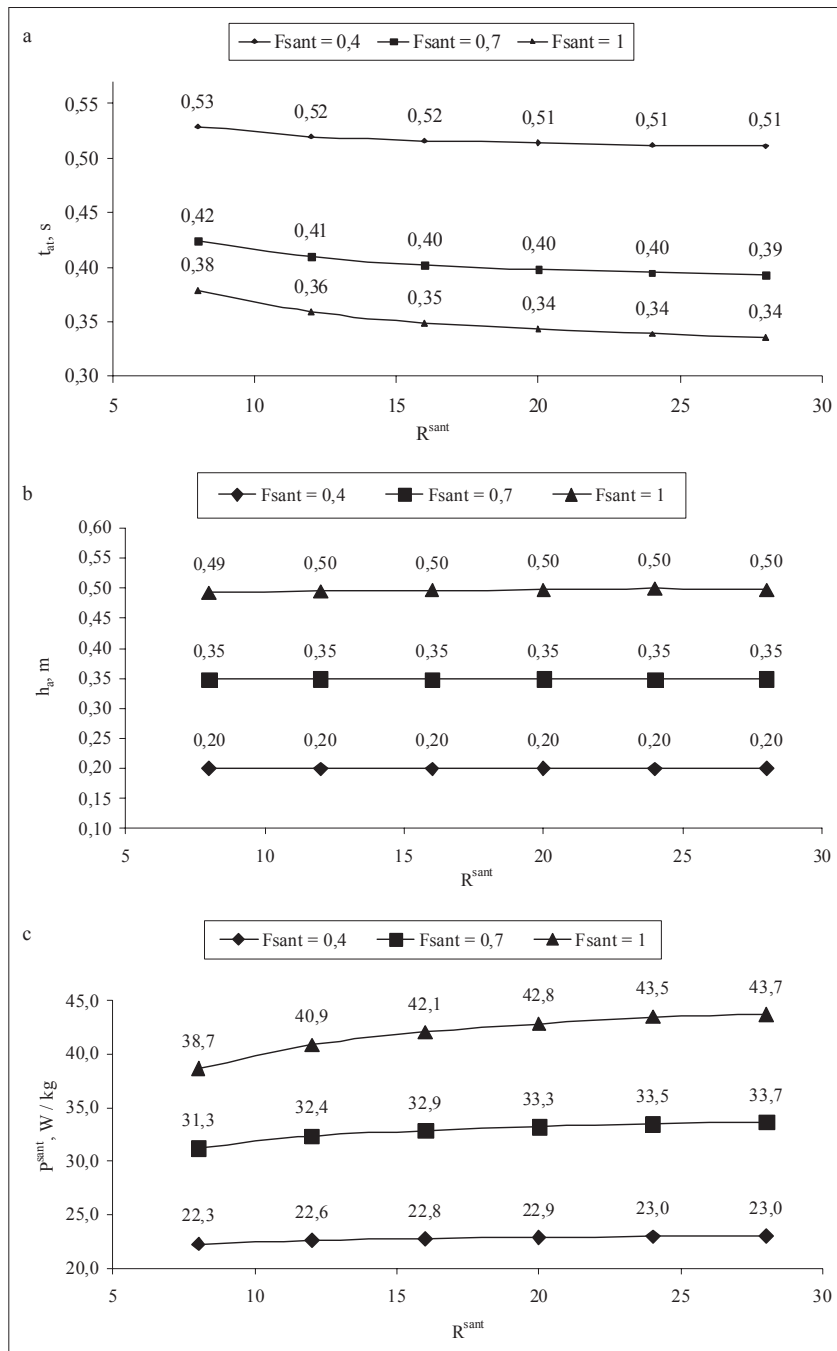 a
Fsant = 0,4 Fsant = 0,7 Fsant = 1
0,55
0,50
0,45
0,40
0,35
0,30
t_at, s
0,53 0,52 0,52 0,51 0,51 0,51
0,42 0,41 0,40 0,40 0,40 0,39
0,38 0,36 0,35 0,34 0,34 0,34
5 10 15 20 25 30
R^sant
b
Fsant = 0,4 Fsant = 0,7 Fsant = 1
0,60
0,55
0,50
0,45
0,40
0,35
0,30
0,25
0,20
0,15
0,10
h_a, m
0,49 0,50 0,50 0,50 0,50 0,50
0,35 0,35 0,35 0,35 0,35 0,35
0,20 0,20 0,20 0,20 0,20 0,20
5 10 15 20 25 30
R^sant
c
Fsant = 0,4 Fsant = 0,7 Fsant = 1
45,0
40,0
35,0
30,0
25,0
20,0
P^sant, W / kg
38,7 40,9 42,1 42,8 43,5 43,7
31,3 32,4 32,9 33,3 33,5 33,7
22,3 22,6 22,8 22,9 23,0 23,0
5 10 15 20 25 30
R^sant